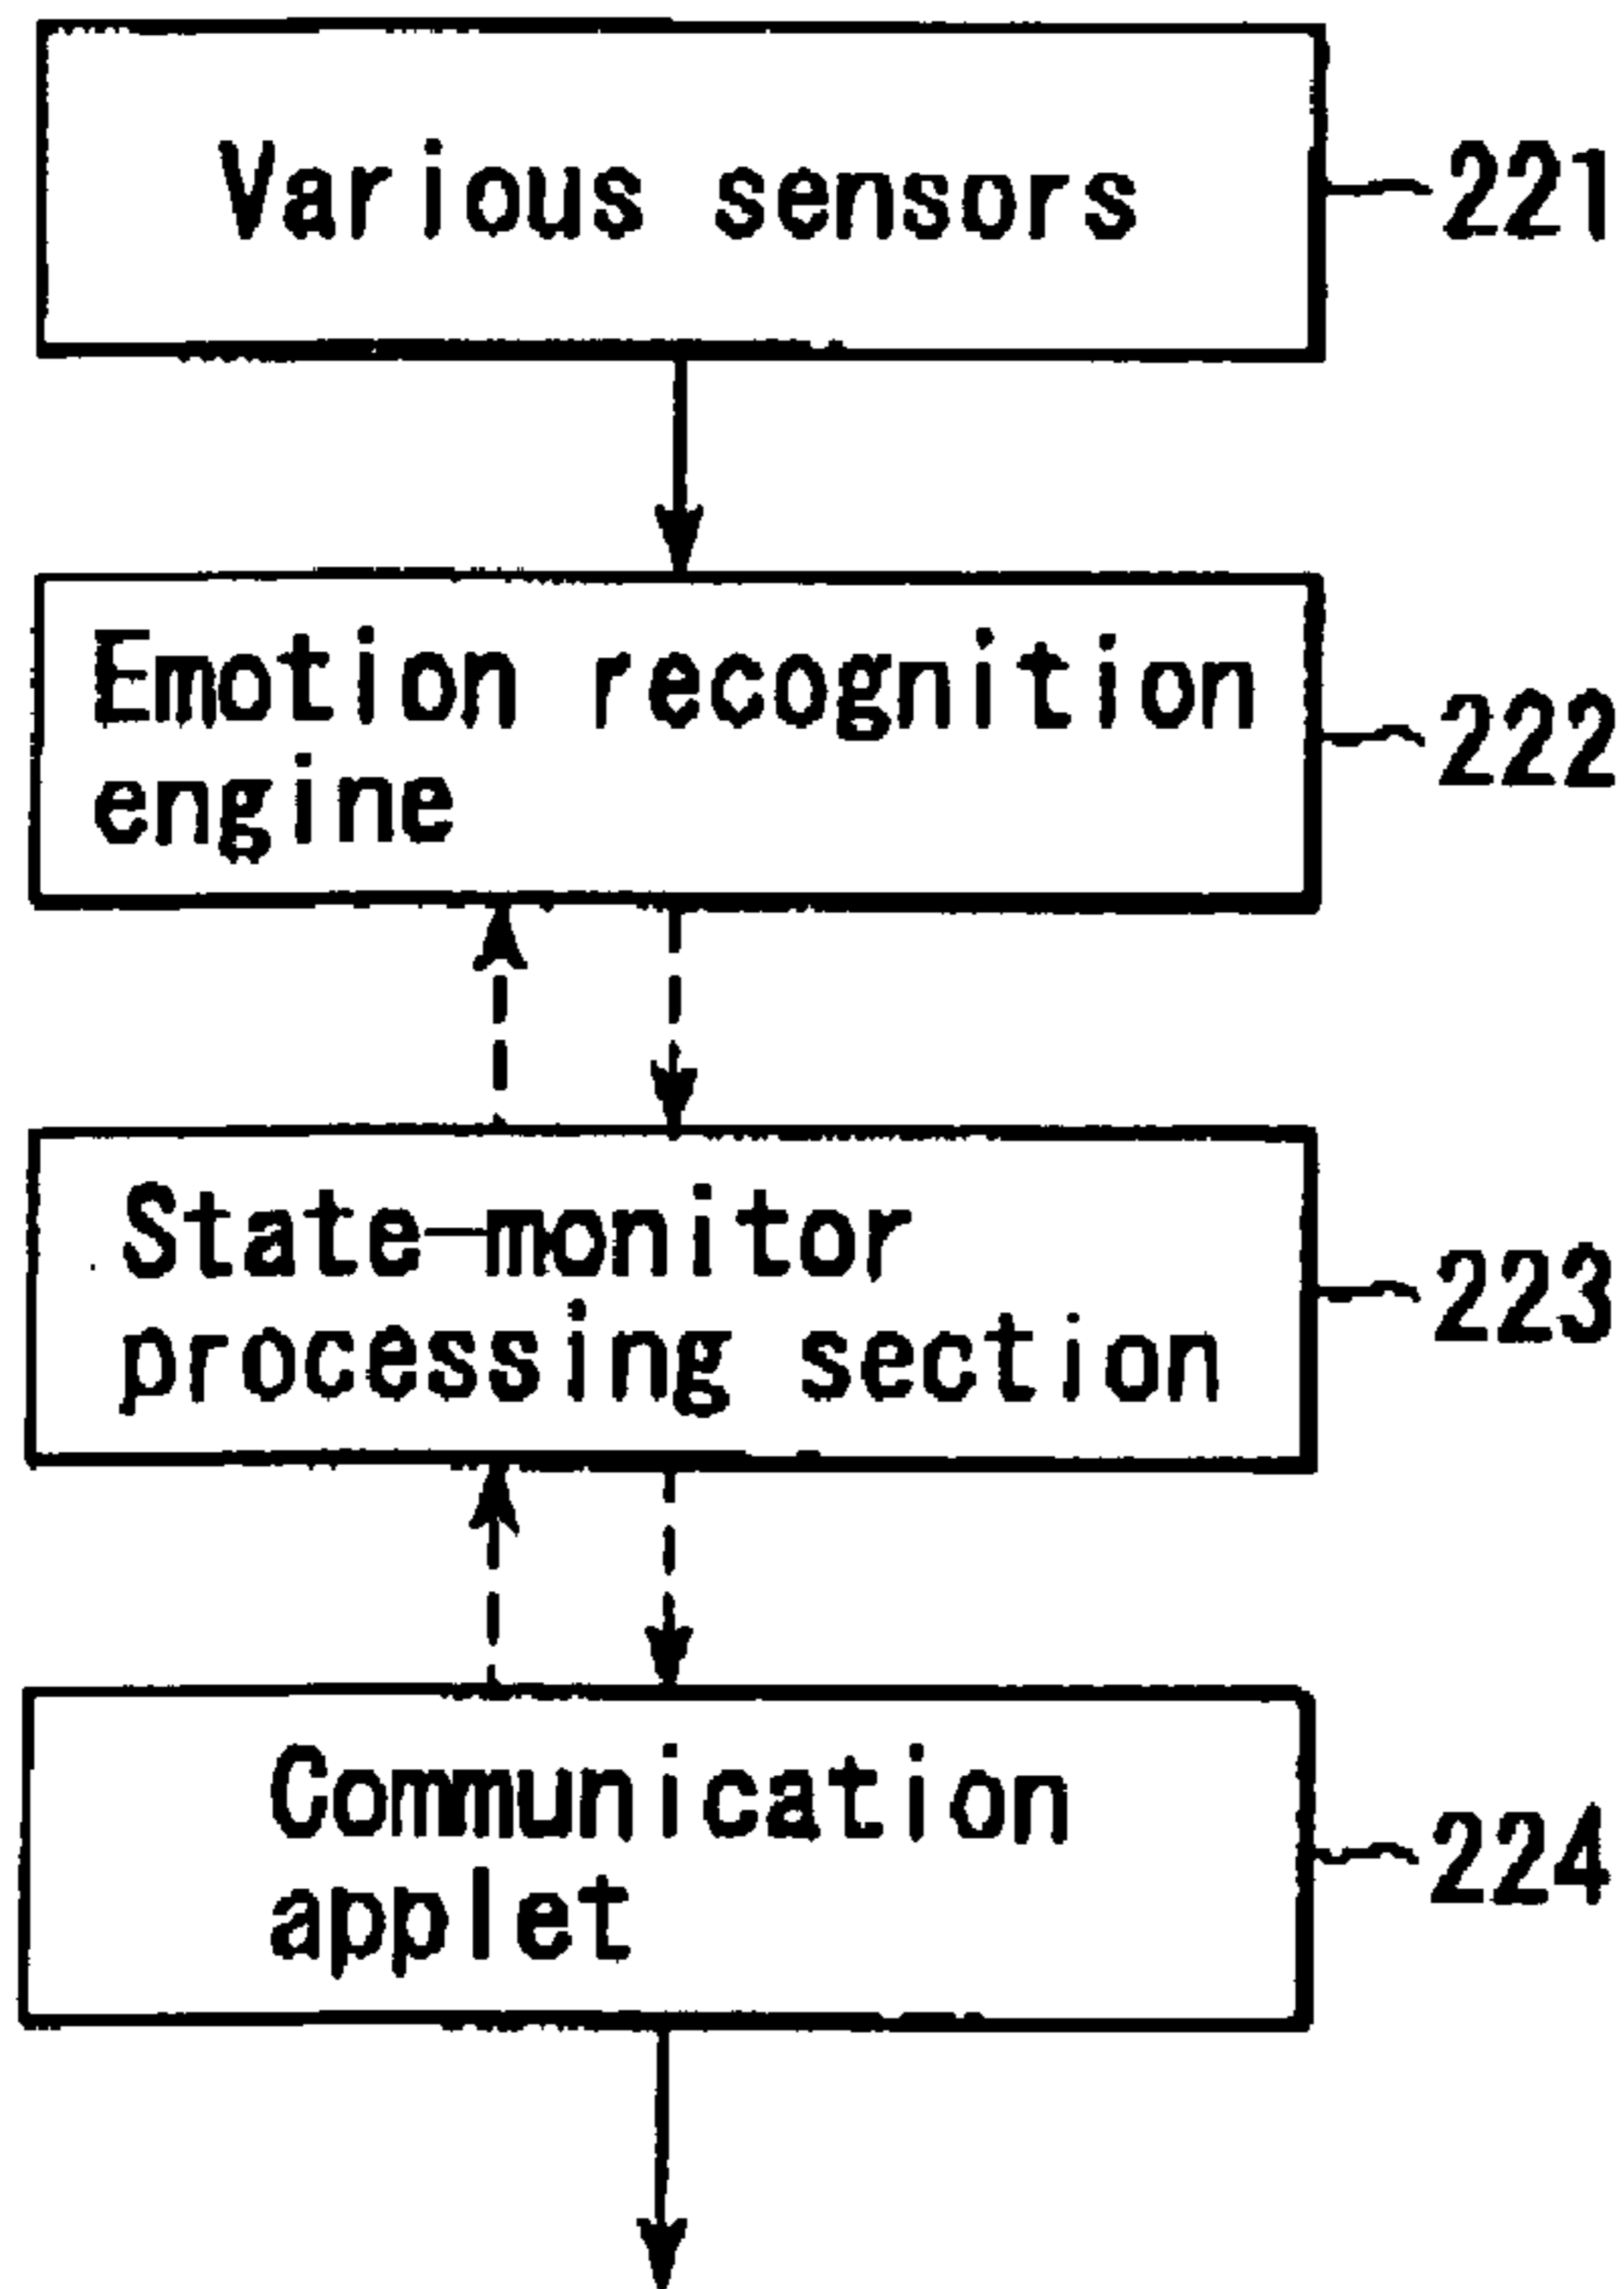 Various sensors 221
Emotion recognition 222
engine
State-monitor 223
processing section
Communication 224
applet